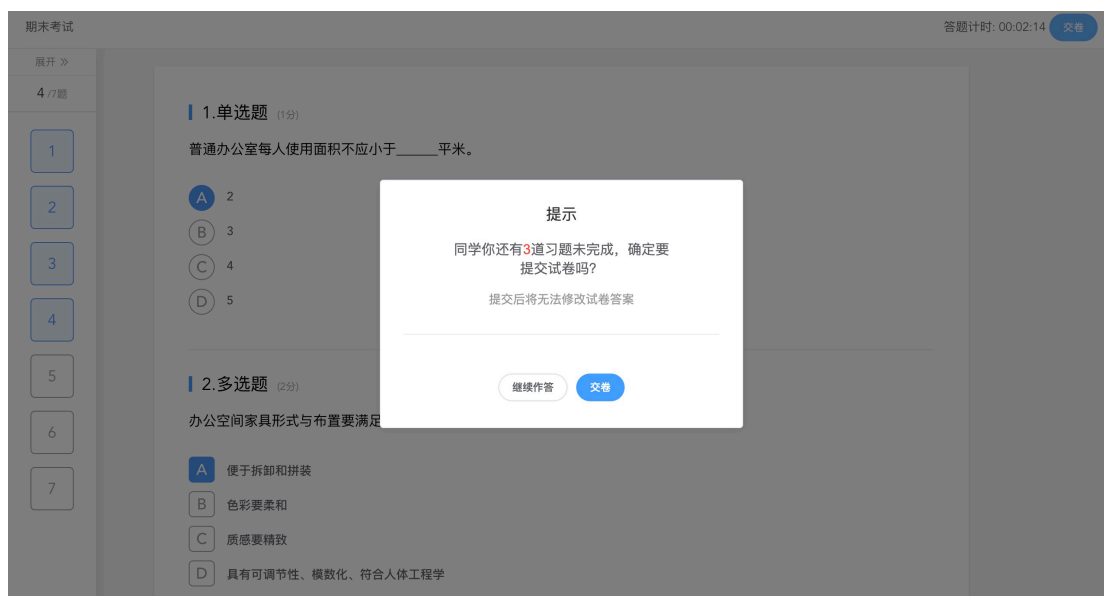 期末考试
答题计时: 00:02:14 交卷
展开 »
4 /7题
1
2
3
4
5
6
7
1.单选题 (1分)
普通办公室每人使用面积不应小于______平米。
A 2
B 3
C 4
D 5
提示
同学你还有3道习题未完成，确定要
提交试卷吗?
提交后将无法修改试卷答案
继续作答 交卷
2.多选题 (2分)
办公空间家具形式与布置要满足
A 便于拆卸和拼装
B 色彩要柔和
C 质感要精致
D 具有可调节性、模数化、符合人体工程学